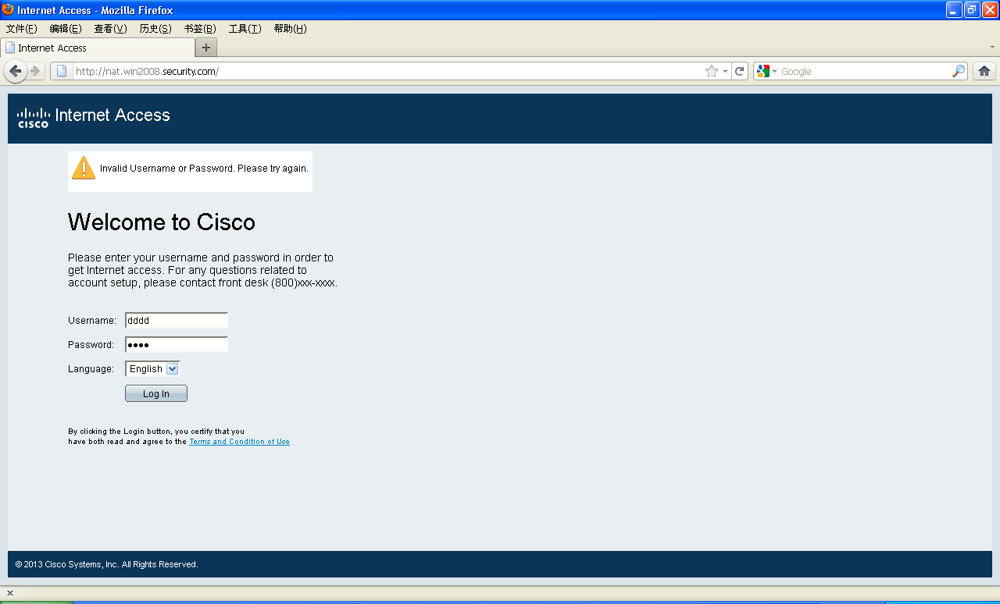 Internet Access - Mozilla Firefox
文件(F) 编辑(E) 查看(V) 历史(S) 书签(B) 工具(T) 帮助(H)
Internet Access
http://nat.win2008.security.com/ Google
CISCO Internet Access
Invalid Username or Password. Please try again.
Welcome to Cisco
Please enter your username and password in order to
get Internet access. For any questions related to
account setup, please contact front desk (800)xxx-xxxx.
Username: dddd
Password: ••••
Language: English
Log In
By clicking the Login button, you certify that you
have both read and agree to the Terms and Condition of Use
© 2013 Cisco Systems, Inc. All Rights Reserved.